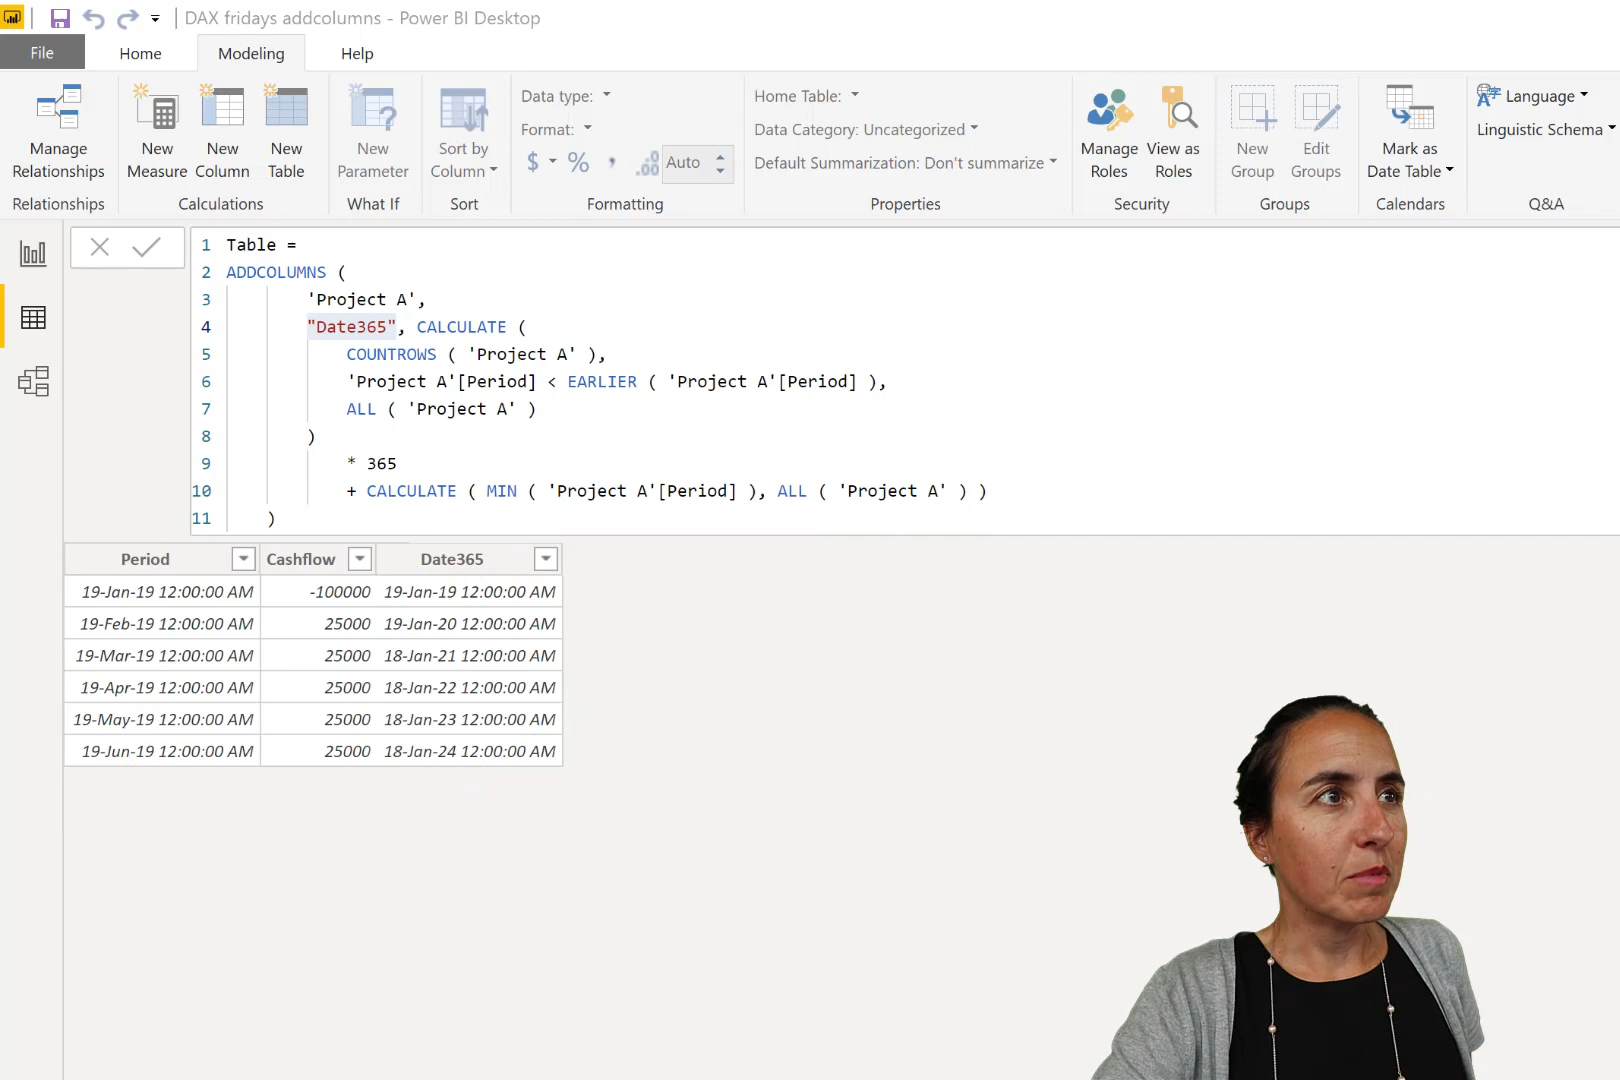 DAX fridays addcolumns - Power BI Desktop
File Home Modeling Help
Manage Relationships
New Measure
New Column
New Table
New Parameter
Sort by Column
Data type:
Format:
$ % , .00 Auto
Home Table:
Data Category: Uncategorized
Default Summarization: Don't summarize
Manage Roles
View as Roles
New Group
Edit Groups
Mark as Date Table
Language
Linguistic Schema
Relationships Calculations What If Sort Formatting Properties Security Groups Calendars Q&A
1 Table =
2 ADDCOLUMNS (
3 'Project A',
4 "Date365", CALCULATE (
5 COUNTROWS ( 'Project A' ),
6 'Project A'[Period] < EARLIER ( 'Project A'[Period] ),
7 ALL ( 'Project A' )
8 )
9 * 365
10 + CALCULATE ( MIN ( 'Project A'[Period] ), ALL ( 'Project A' ) )
11 )
Period Cashflow Date365
19-Jan-19 12:00:00 AM -100000 19-Jan-19 12:00:00 AM
19-Feb-19 12:00:00 AM 25000 19-Jan-20 12:00:00 AM
19-Mar-19 12:00:00 AM 25000 18-Jan-21 12:00:00 AM
19-Apr-19 12:00:00 AM 25000 18-Jan-22 12:00:00 AM
19-May-19 12:00:00 AM 25000 18-Jan-23 12:00:00 AM
19-Jun-19 12:00:00 AM 25000 18-Jan-24 12:00:00 AM